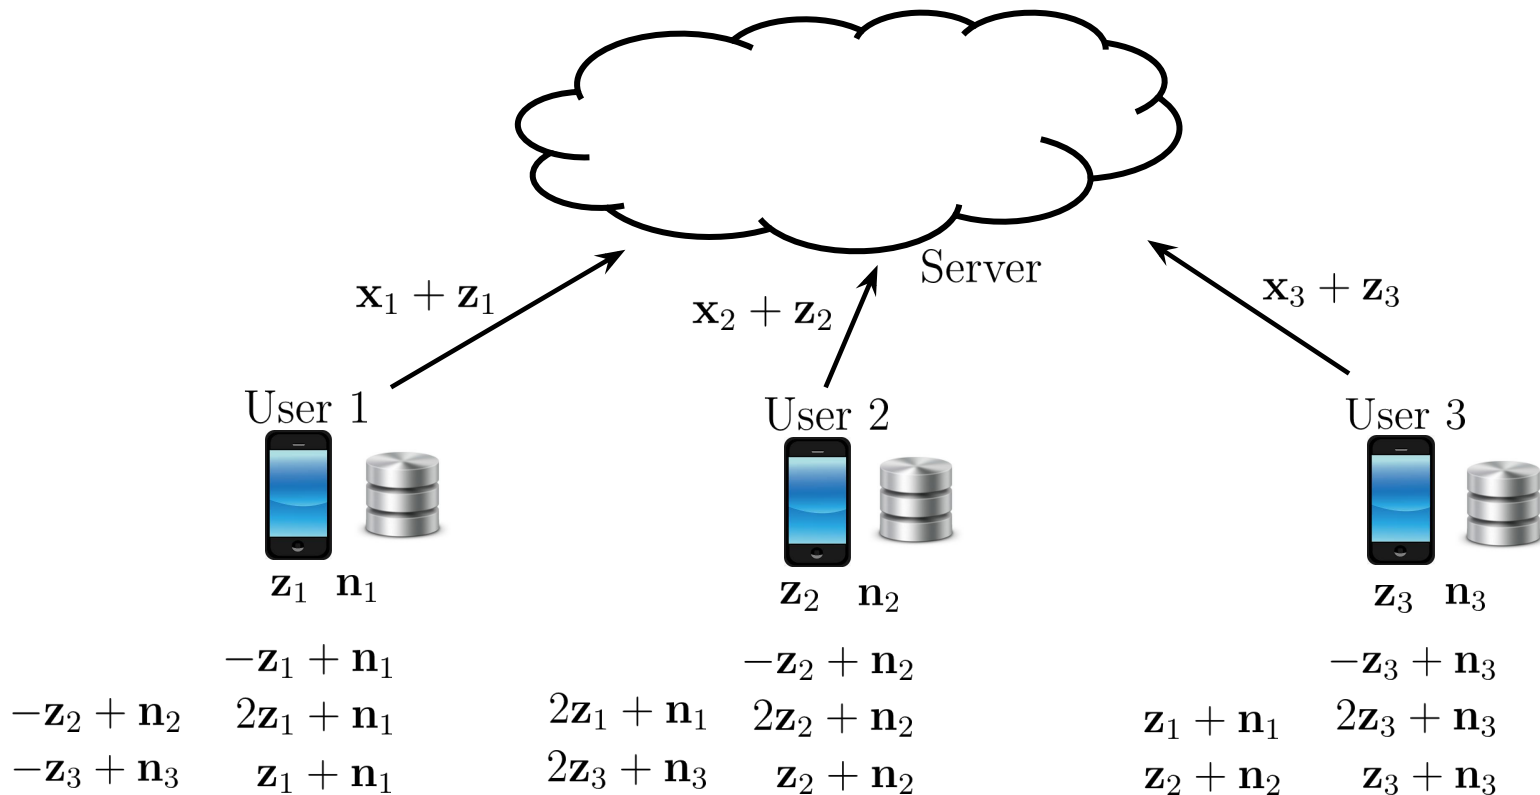 Server
𝐱₁ + 𝐳₁
𝐱₂ + 𝐳₂
𝐱₃ + 𝐳₃
User 1
User 2
User 3
𝐳₁ 𝐧₁
𝐳₂ 𝐧₂
𝐳₃ 𝐧₃
−𝐳₁ + 𝐧₁
−𝐳₂ + 𝐧₂ 2𝐳₁ + 𝐧₁
−𝐳₃ + 𝐧₃ 𝐳₁ + 𝐧₁
−𝐳₂ + 𝐧₂
2𝐳₁ + 𝐧₁ 2𝐳₂ + 𝐧₂
2𝐳₃ + 𝐧₃ 𝐳₂ + 𝐧₂
−𝐳₃ + 𝐧₃
𝐳₁ + 𝐧₁ 2𝐳₃ + 𝐧₃
𝐳₂ + 𝐧₂ 𝐳₃ + 𝐧₃